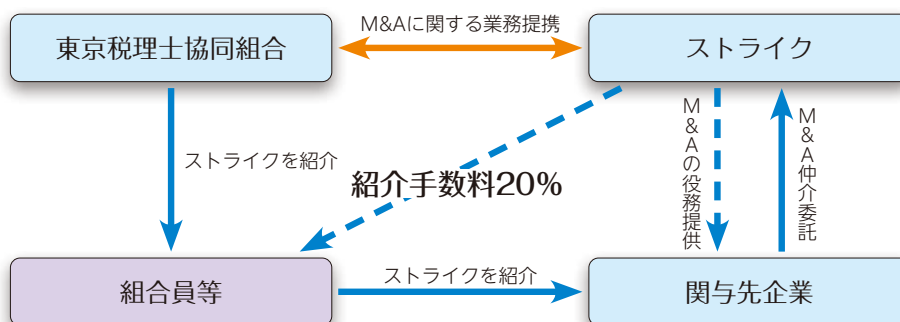 東京税理士協同組合
M&Aに関する業務提携
ストライク
ストライクを紹介
紹介手数料20%
M&Aの役務提供
M&A仲介委託
組合員等
ストライクを紹介
関与先企業